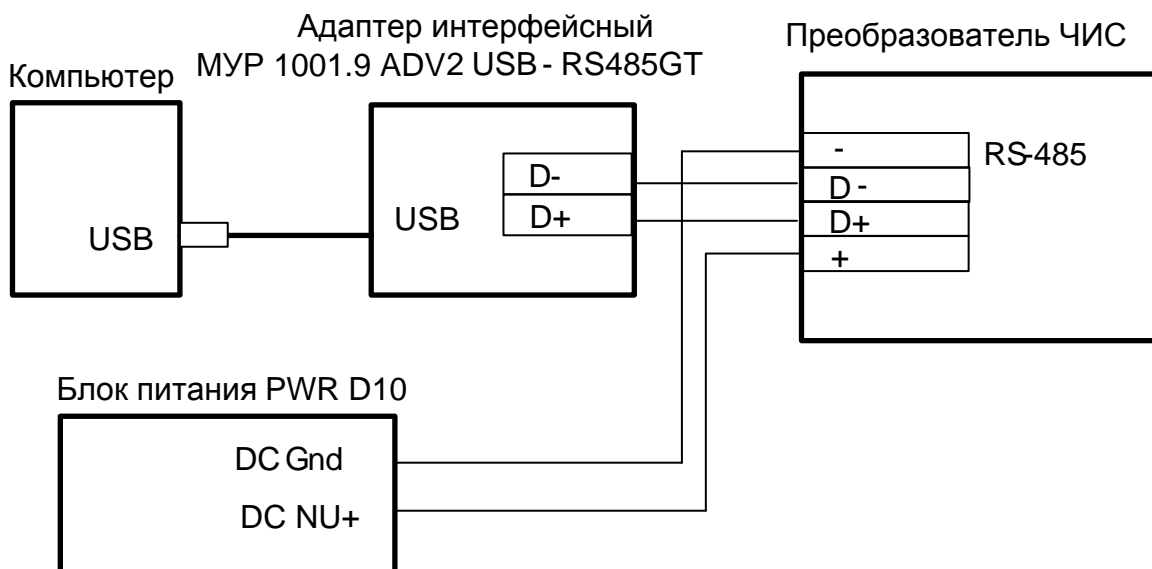 Адаптер интерфейсный
МУР 1001.9 ADV2 USB - RS485GT
Преобразователь ЧИС
Компьютер
USB
USB
D-
D+
-
D -
D+
+
RS-485
Блок питания PWR D10
DC Gnd
DC NU+